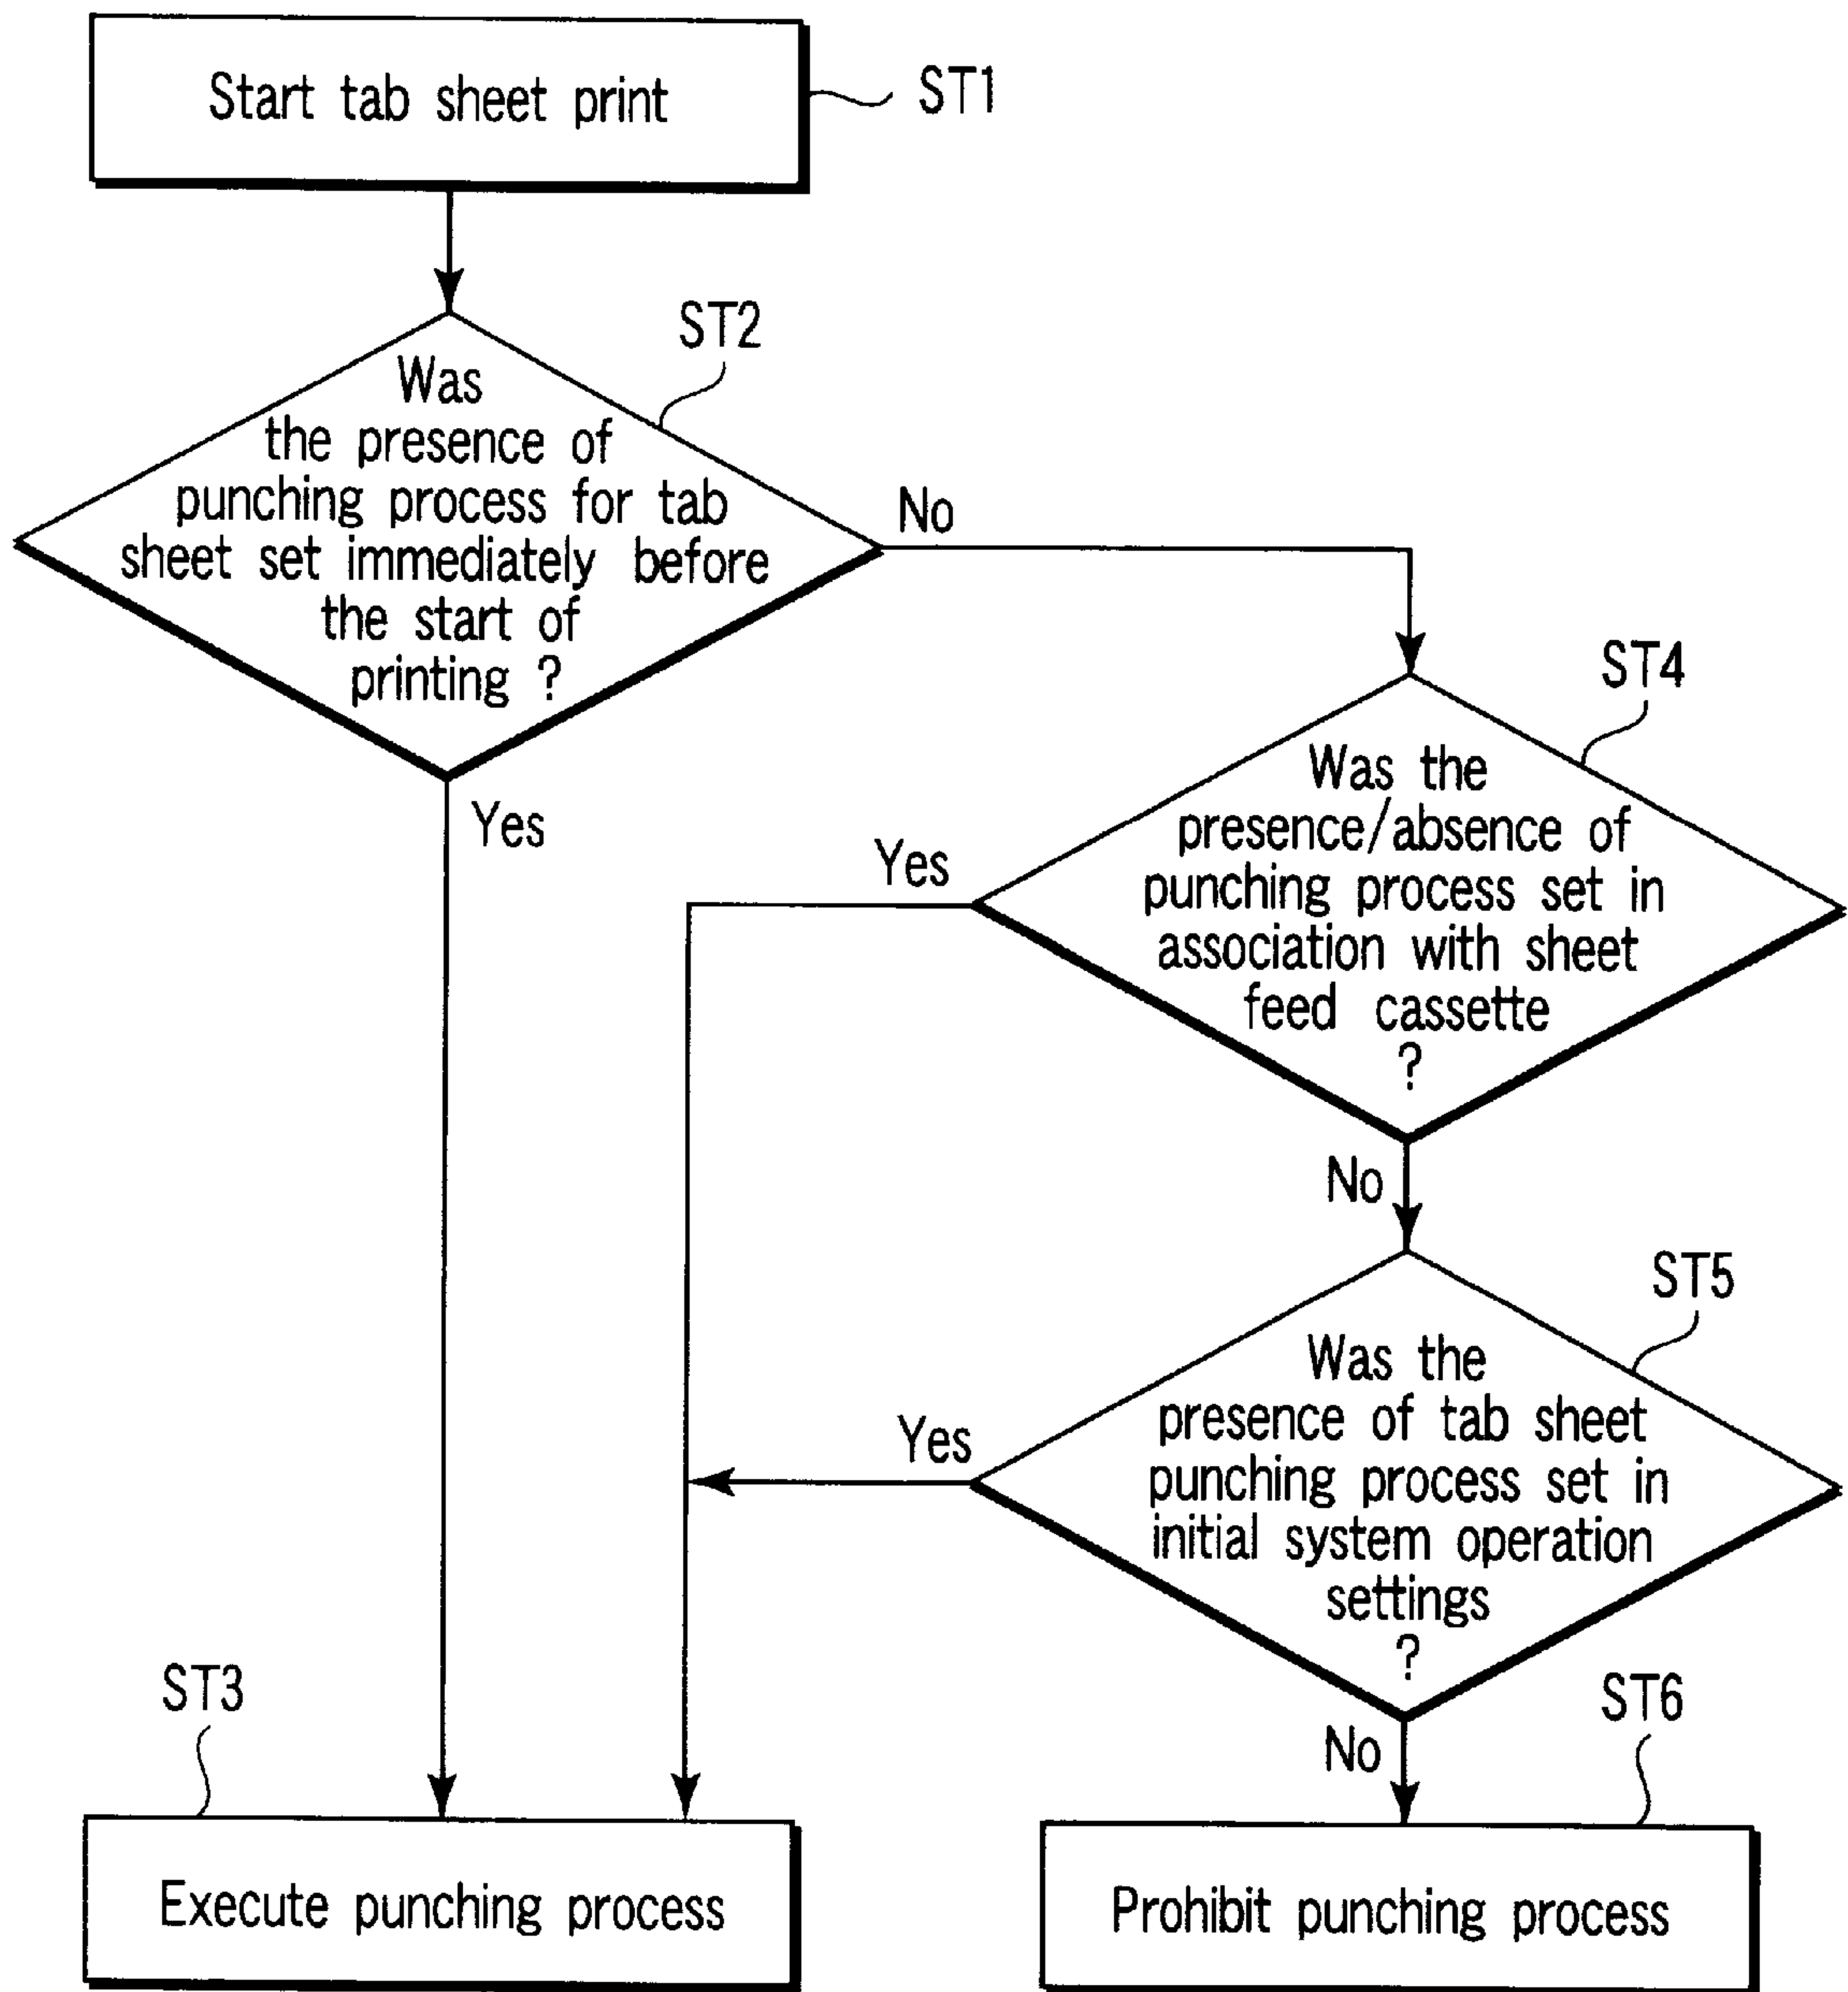 Start tab sheet print
ST1
ST2
Was
the presence of
punching process for tab
sheet set immediately before
the start of
printing ?
No
Yes
ST4
Was the
presence/absence of
punching process set in
association with sheet
feed cassette
?
Yes
No
ST5
Was the
presence of tab sheet
punching process set in
initial system operation
settings
?
Yes
No
ST3
Execute punching process
ST6
Prohibit punching process